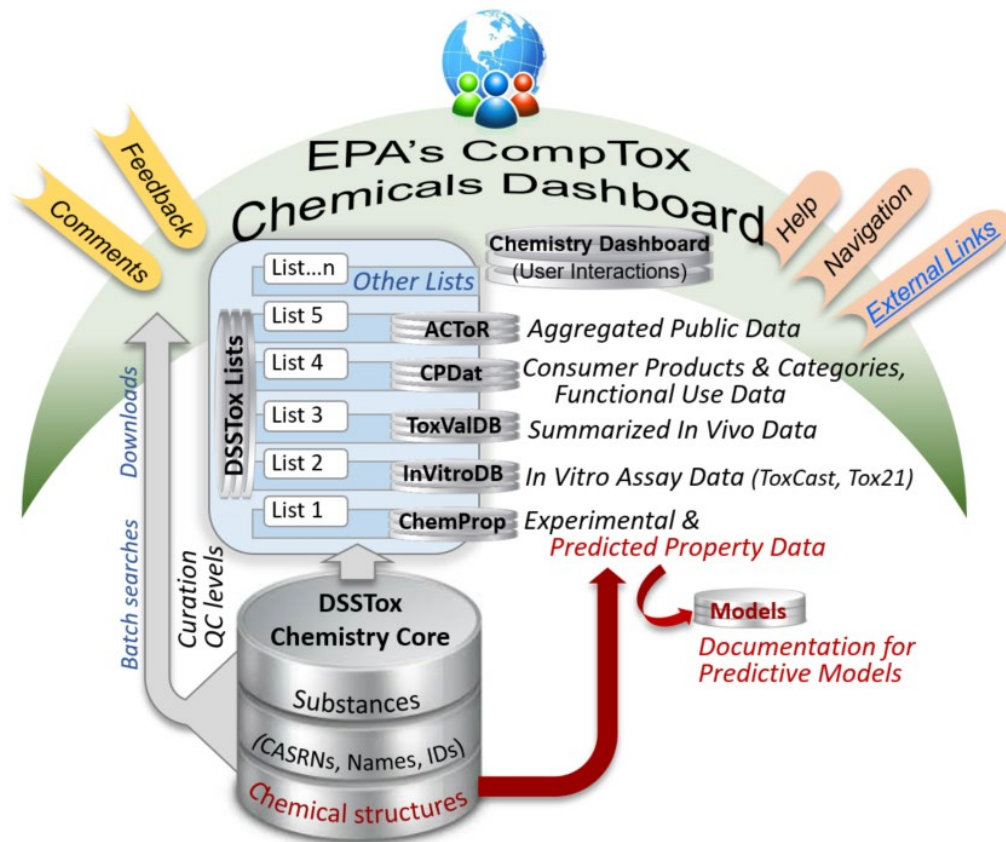 EPA's CompTox
Chemicals Dashboard
Feedback
Comments
Help
Navigation
External Links
Chemistry Dashboard
(User Interactions)
List...n
Other Lists
DSSTox Lists
List 5
ACToR
Aggregated Public Data
List 4
CPDat
Consumer Products & Categories,
Functional Use Data
List 3
ToxValDB
Summarized In Vivo Data
List 2
InVitroDB
In Vitro Assay Data (ToxCast, Tox21)
List 1
ChemProp
Experimental &
Predicted Property Data
Models
Documentation for
Predictive Models
Downloads
Batch searches
Curation
QC levels
DSSTox
Chemistry Core
Substances
(CASRNs, Names, IDs)
Chemical structures